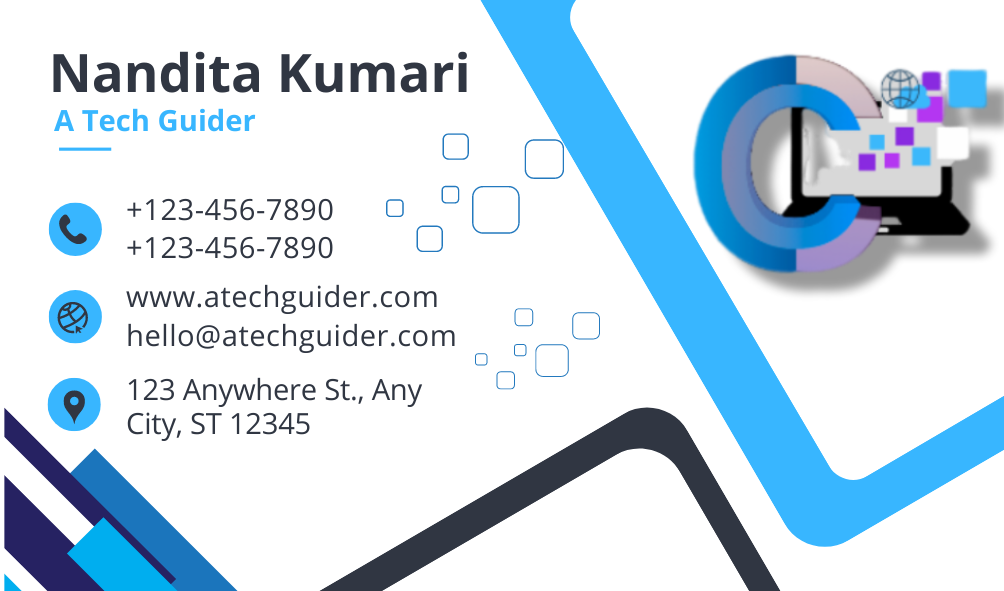 Nandita Kumari
A Tech Guider
+123-456-7890
+123-456-7890
www.atechguider.com
hello@atechguider.com
123 Anywhere St., Any
City, ST 12345